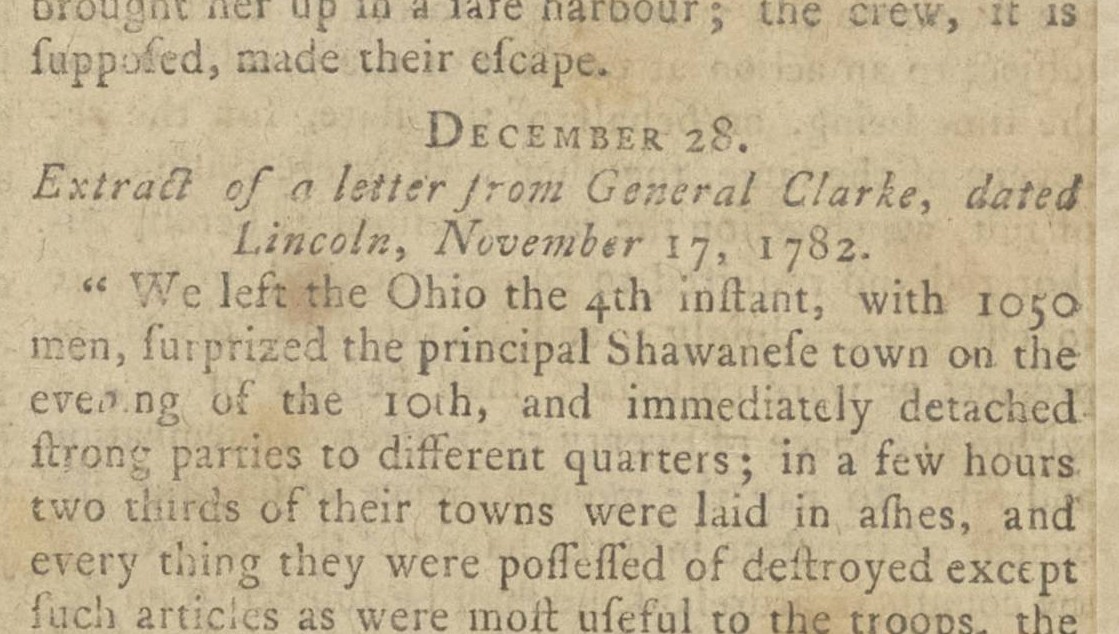 brought her up in a ſafe harbour; the crew, it is
ſuppoſed, made their eſcape.
DECEMBER 28.
Extract of a letter from General Clarke, dated
Lincoln, November 17, 1782.
“ We left the Ohio the 4th inſtant, with 1050
men, ſurprized the principal Shawaneſe town on the
evening of the 10th, and immediately detached
ſtrong parties to different quarters; in a few hours
two thirds of their towns were laid in aſhes, and
every thing they were poſſeſſed of deſtroyed except
ſuch articles as were moſt uſeful to the troops, the